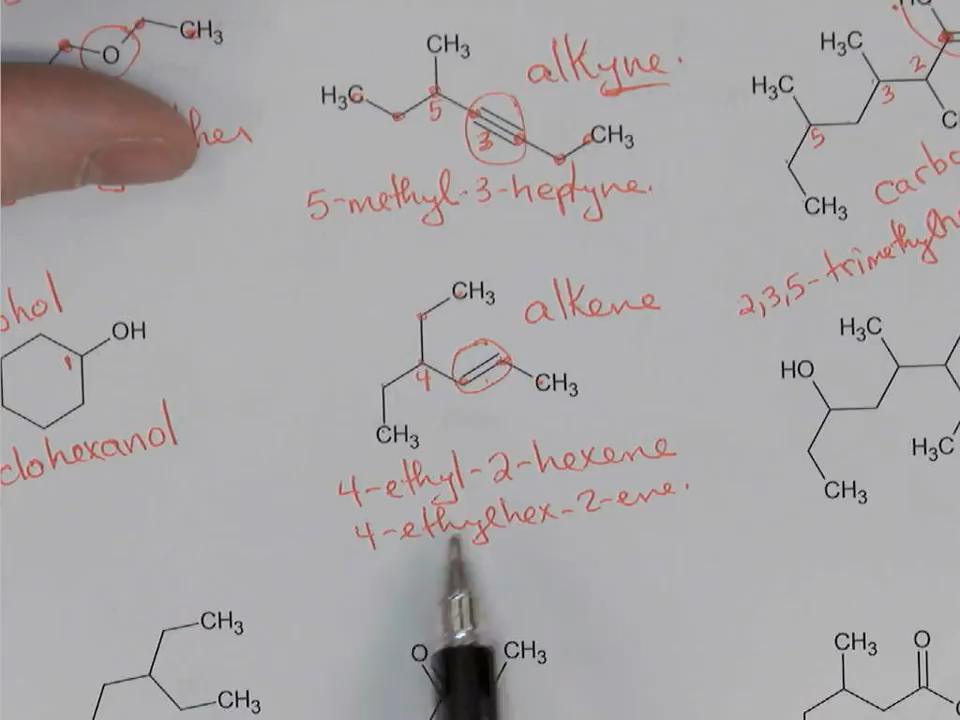 CH3
O
CH3
H3C
5
3
CH3
alkyne.
5-methyl-3-heptyne.
H3C
H3C
2
3
5
CH3
2,3,5-
OH
CH3
alkene
4
CH3
CH3
4-ethyl-2-hexene
4-ethylhex-2-ene.
H3C
HO
H3C
CH3
CH3
CH3
O
CH3
CH3
O